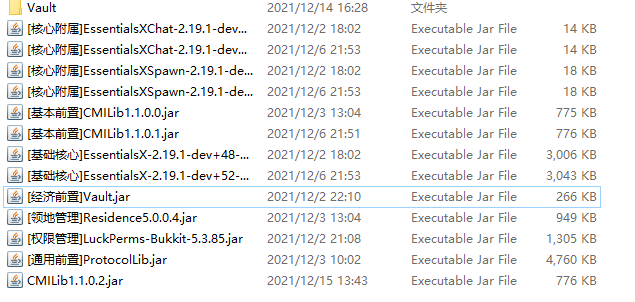 Vault 2021/12/14 16:28 文件夹
[核心附属]EssentialsXChat-2.19.1-dev... 2021/12/2 18:02 Executable Jar File 14 KB
[核心附属]EssentialsXChat-2.19.1-dev... 2021/12/6 21:53 Executable Jar File 14 KB
[核心附属]EssentialsXSpawn-2.19.1-de... 2021/12/2 18:02 Executable Jar File 18 KB
[核心附属]EssentialsXSpawn-2.19.1-de... 2021/12/6 21:53 Executable Jar File 18 KB
[基本前置]CMILib1.1.0.0.jar 2021/12/3 13:04 Executable Jar File 775 KB
[基本前置]CMILib1.1.0.1.jar 2021/12/6 21:51 Executable Jar File 776 KB
[基础核心]EssentialsX-2.19.1-dev+48-... 2021/12/2 18:02 Executable Jar File 3,006 KB
[基础核心]EssentialsX-2.19.1-dev+52-... 2021/12/6 21:53 Executable Jar File 3,043 KB
[经济前置]Vault.jar 2021/12/2 22:10 Executable Jar File 266 KB
[领地管理]Residence5.0.0.4.jar 2021/12/3 13:04 Executable Jar File 949 KB
[权限管理]LuckPerms-Bukkit-5.3.85.jar 2021/12/2 21:08 Executable Jar File 1,305 KB
[通用前置]ProtocolLib.jar 2021/12/3 10:02 Executable Jar File 4,760 KB
CMILib1.1.0.2.jar 2021/12/15 13:43 Executable Jar File 776 KB